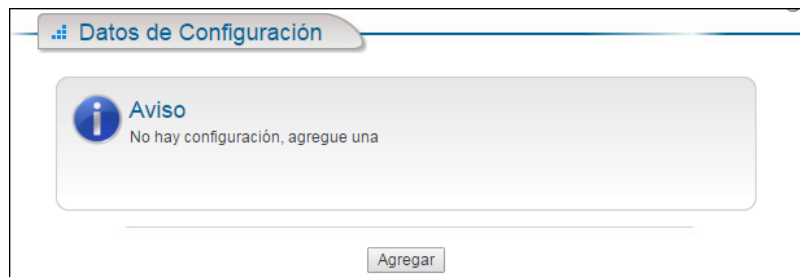 Datos de Configuración
Aviso
No hay configuración, agregue una
Agregar